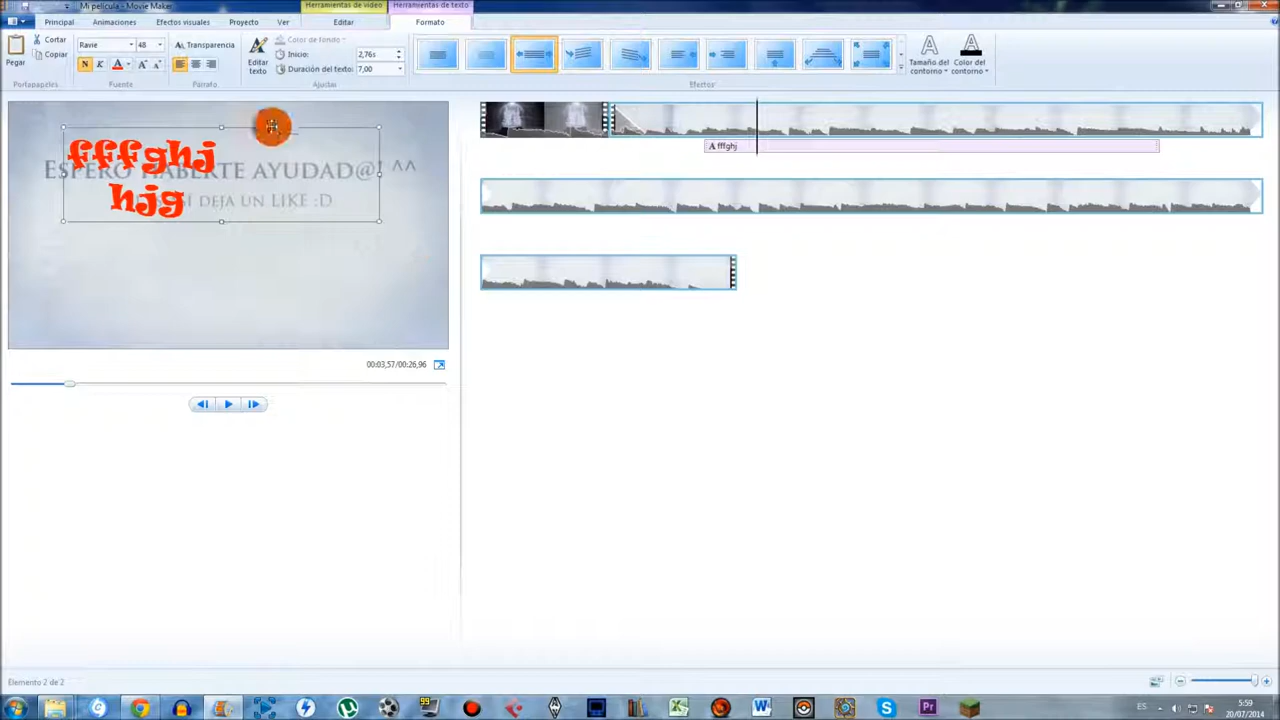 Mi película - Movie Maker
Herramientas de vídeo
Herramientas de texto
Principal
Animaciones
Efectos visuales
Proyecto
Ver
Editar
Formato
Pegar
Cortar
Copiar
Portapapeles
Ravie
48
N
K
A
Fuente
Transparencia
Párrafo
Editar texto
Color de fondo
Inicio:
2,76s
Duración del texto:
7,00
Ajustar
Efectos
Tamaño del contorno
Color del contorno
fffghj
hjg
Espero haberte ayudad@! ^^
deja un LIKE :D
A fffghj
00:03,57/00:26,96
Elemento 2 de 2
99
ES
5:59
20/07/2014